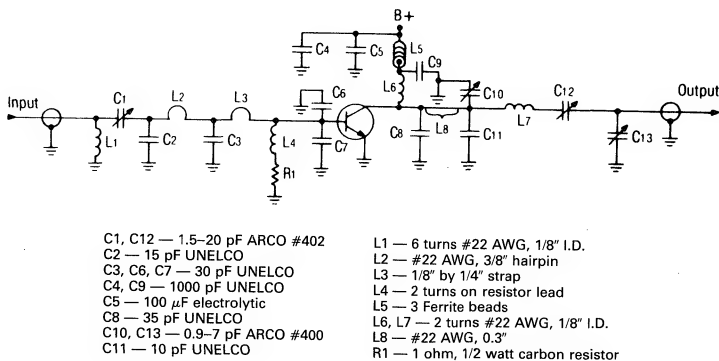 B+
C4
C5
L5
C9
L6
C10
Input
C1
L2
L3
C6
C12
Output
L1
C2
C3
L4
R1
C7
C8
L8
C11
L7
C13
C1, C12 — 1.5–20 pF ARCO #402
C2 — 15 pF UNELCO
C3, C6, C7 — 30 pF UNELCO
C4, C9 — 1000 pF UNELCO
C5 — 100 μF electrolytic
C8 — 35 pF UNELCO
C10, C13 — 0.9–7 pF ARCO #400
C11 — 10 pF UNELCO
L1 — 6 turns #22 AWG, 1/8" I.D.
L2 — #22 AWG, 3/8" hairpin
L3 — 1/8" by 1/4" strap
L4 — 2 turns on resistor lead
L5 — 3 Ferrite beads
L6, L7 — 2 turns #22 AWG, 1/8" I.D.
L8 — #22 AWG, 0.3"
R1 — 1 ohm, 1/2 watt carbon resistor